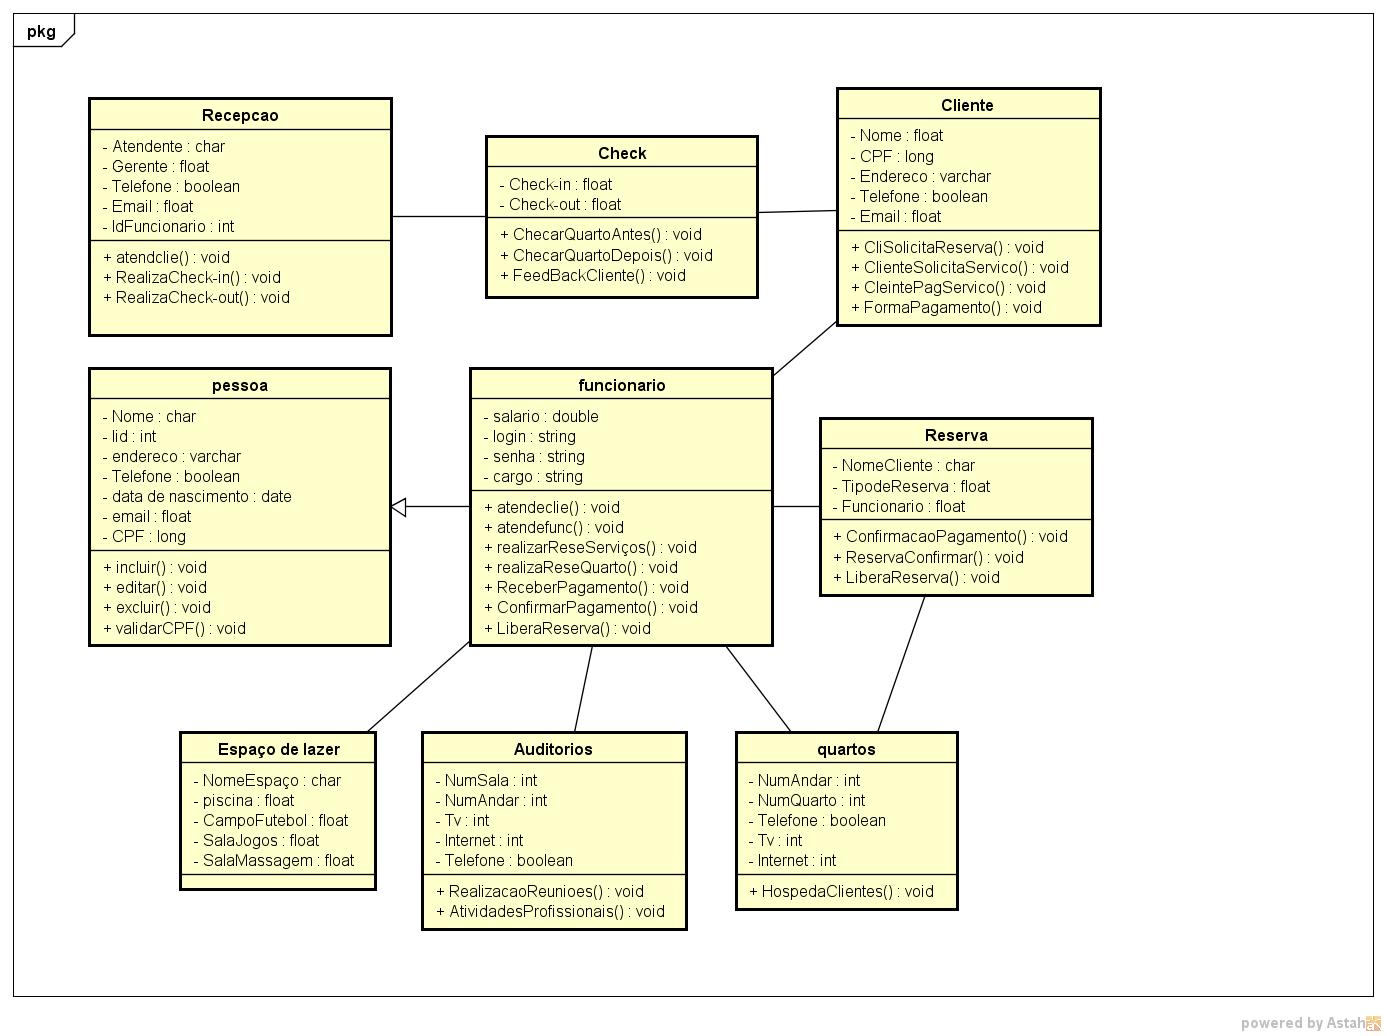 pkg
Recepcao
- Atendente : char
- Gerente : float
- Telefone : boolean
- Email : float
- IdFuncionario : int
+ atendclie() : void
+ RealizaCheck-in() : void
+ RealizaCheck-out() : void
Check
- Check-in : float
- Check-out : float
+ ChecarQuartoAntes() : void
+ ChecarQuartoDepois() : void
+ FeedBackCliente() : void
Cliente
- Nome : float
- CPF : long
- Endereco : varchar
- Telefone : boolean
- Email : float
+ CliSolicitaReserva() : void
+ ClienteSolicitaServico() : void
+ CleintePagServico() : void
+ FormaPagamento() : void
pessoa
- Nome : char
- Iid : int
- endereco : varchar
- Telefone : boolean
- data de nascimento : date
- email : float
- CPF : long
+ incluir() : void
+ editar() : void
+ excluir() : void
+ validarCPF() : void
funcionario
- salario : double
- login : string
- senha : string
- cargo : string
+ atendeclie() : void
+ atendefunc() : void
+ realizarReseServiços() : void
+ realizaReseQuarto() : void
+ ReceberPagamento() : void
+ ConfirmarPagamento() : void
+ LiberaReserva() : void
Reserva
- NomeCliente : char
- TipodeReserva : float
- Funcionario : float
+ ConfirmacaoPagamento() : void
+ ReservaConfirmar() : void
+ LiberaReserva() : void
Espaço de lazer
- NomeEspaço : char
- piscina : float
- CampoFutebol : float
- SalaJogos : float
- SalaMassagem : float
Auditorios
- NumSala : int
- NumAndar : int
- Tv : int
- Internet : int
- Telefone : boolean
+ RealizacaoReunioes() : void
+ AtividadesProfissionais() : void
quartos
- NumAndar : int
- NumQuarto : int
- Telefone : boolean
- Tv : int
- Internet : int
+ HospedaClientes() : void
powered by Astah